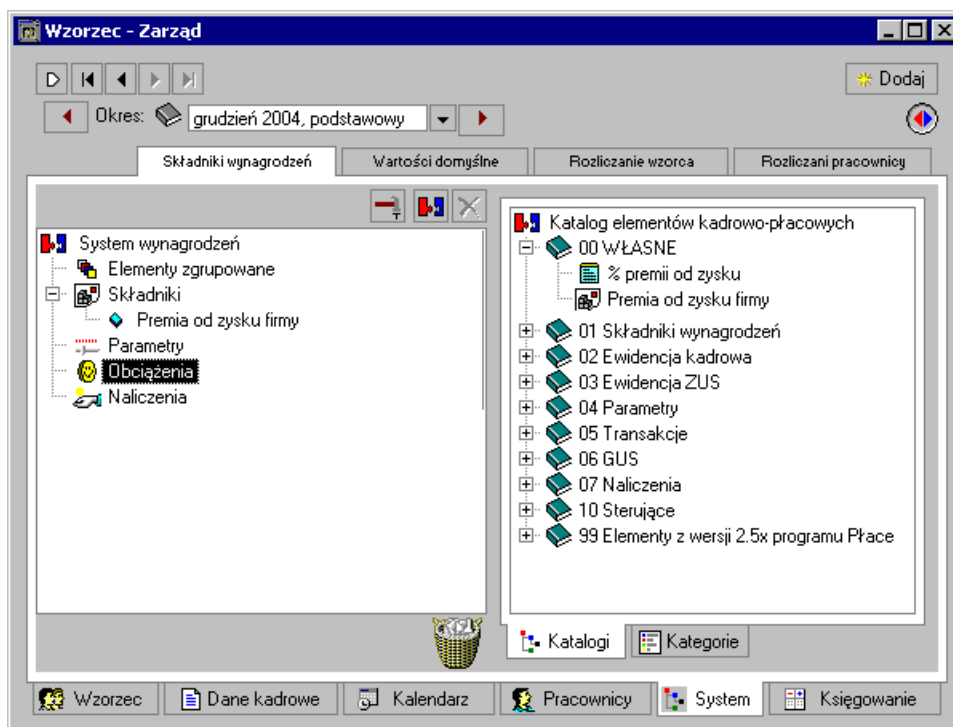 Wzorzec - Zarząd
Dodaj
Okres: grudzień 2004, podstawowy
Składniki wynagrodzeń Wartości domyślne Rozliczanie wzorca Rozliczani pracownicy
System wynagrodzeń
Elementy zgrupowane
Składniki
Premia od zysku firmy
Parametry
Obciążenia
Naliczenia
Katalog elementów kadrowo-płacowych
00 WŁASNE
% premii od zysku
Premia od zysku firmy
01 Składniki wynagrodzeń
02 Ewidencja kadrowa
03 Ewidencja ZUS
04 Parametry
05 Transakcje
06 GUS
07 Naliczenia
10 Sterujące
99 Elementy z wersji 2.5x programu Płace
Katalogi Kategorie
Wzorzec Dane kadrowe Kalendarz Pracownicy System Księgowanie